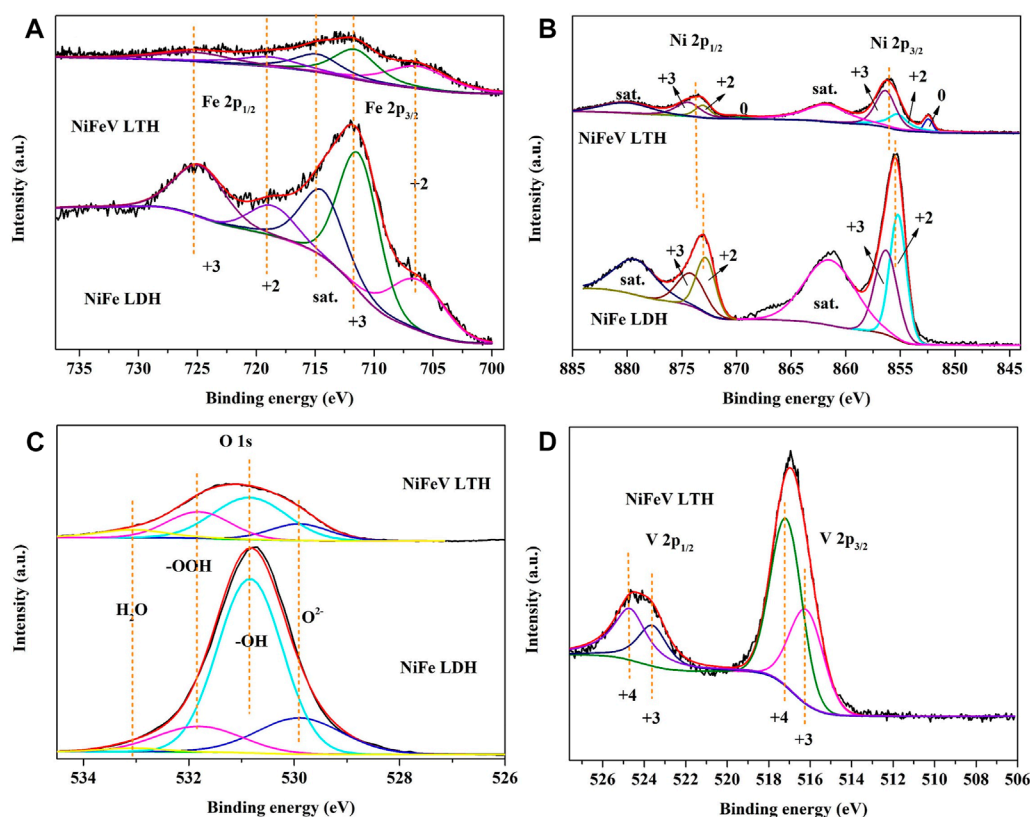 A
Fe 2p1/2
Fe 2p3/2
NiFeV LTH
+2
+3
+2
sat.
+3
NiFe LDH
Intensity (a.u.)
735 730 725 720 715 710 705 700
Binding energy (eV)
B
Ni 2p1/2
Ni 2p3/2
sat. +3 +2 0 sat. +3 +2 0
NiFeV LTH
+3 +2 +3 +2
sat. sat.
NiFe LDH
Intensity (a.u.)
885 880 875 870 865 860 855 850 845
Binding energy (eV)
C
O 1s
NiFeV LTH
-OOH
H2O O2-
-OH
NiFe LDH
Intensity (a.u.)
534 532 530 528 526
Binding energy (eV)
D
NiFeV LTH
V 2p1/2 V 2p3/2
+4 +3 +4 +3
Intensity (a.u.)
526 524 522 520 518 516 514 512 510 508 506
Binding energy (eV)